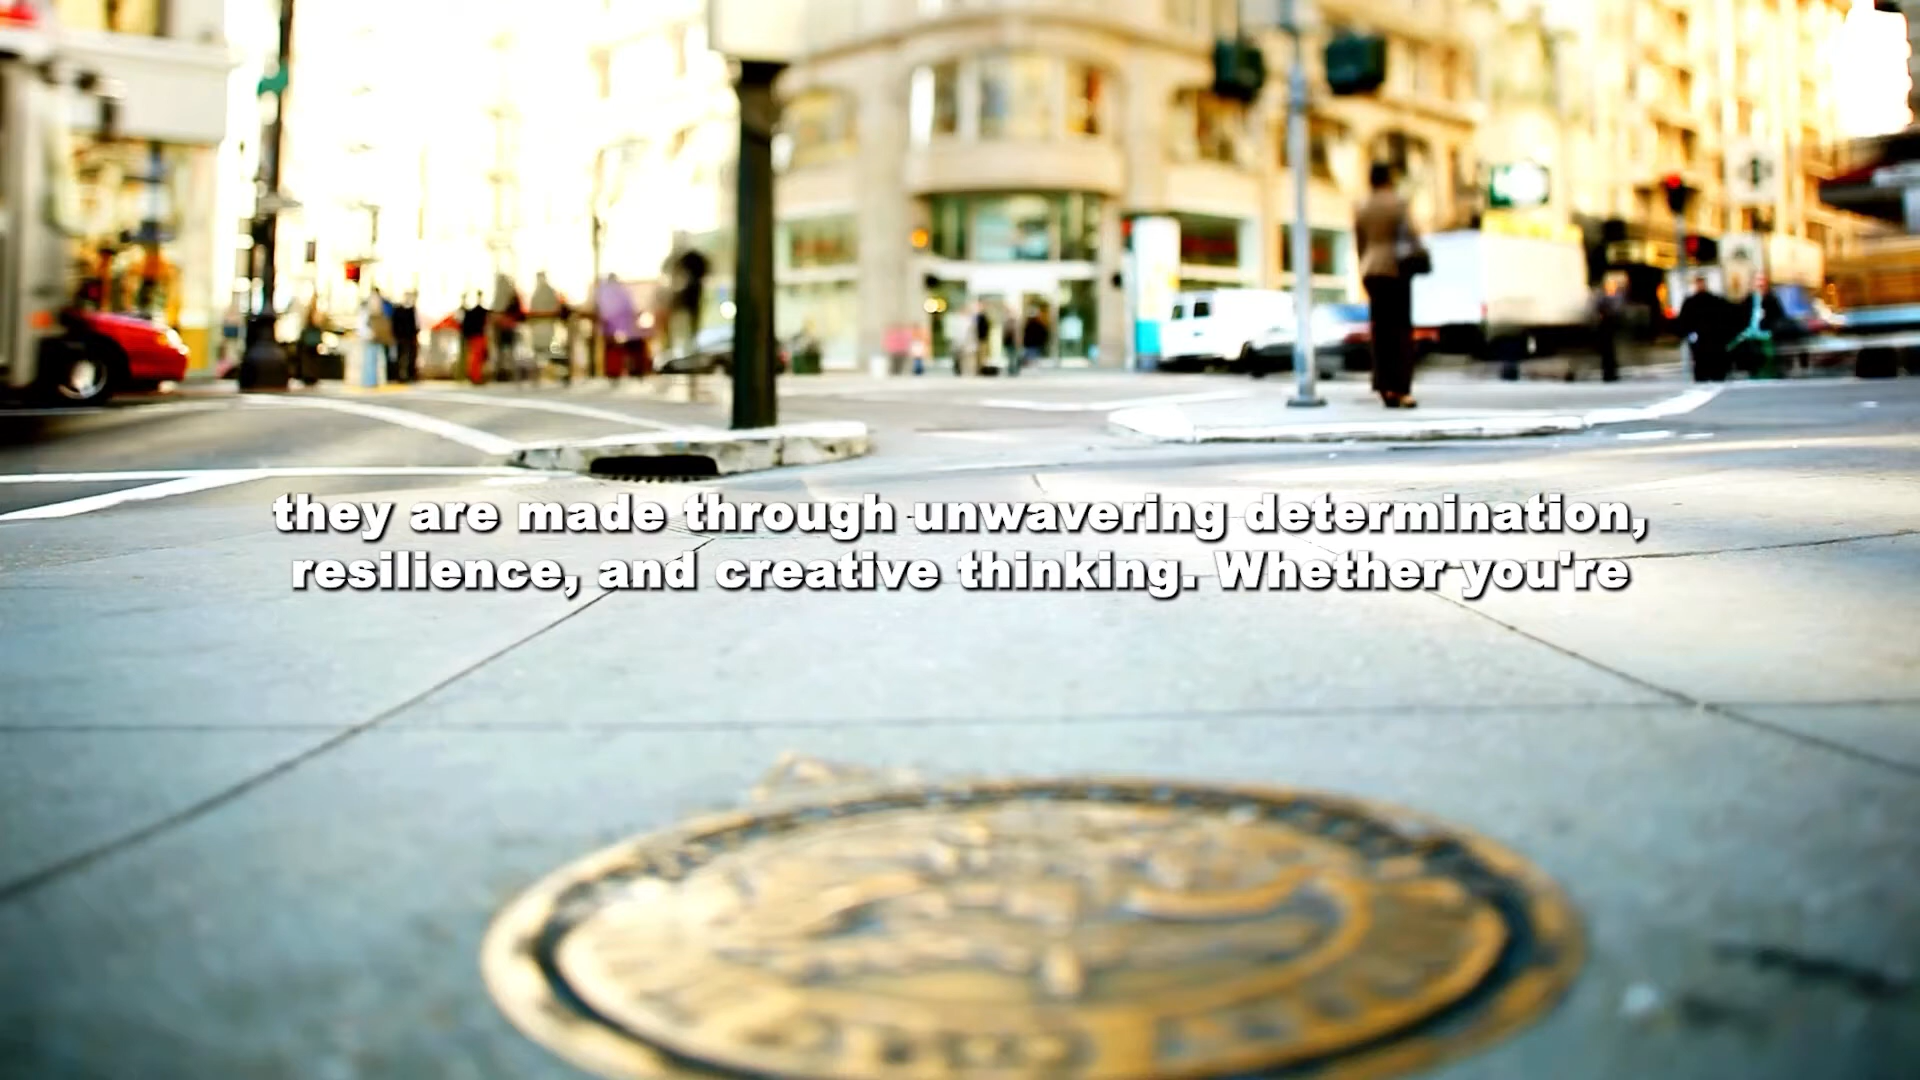 they are made through unwavering determination,
resilience, and creative thinking. Whether you're